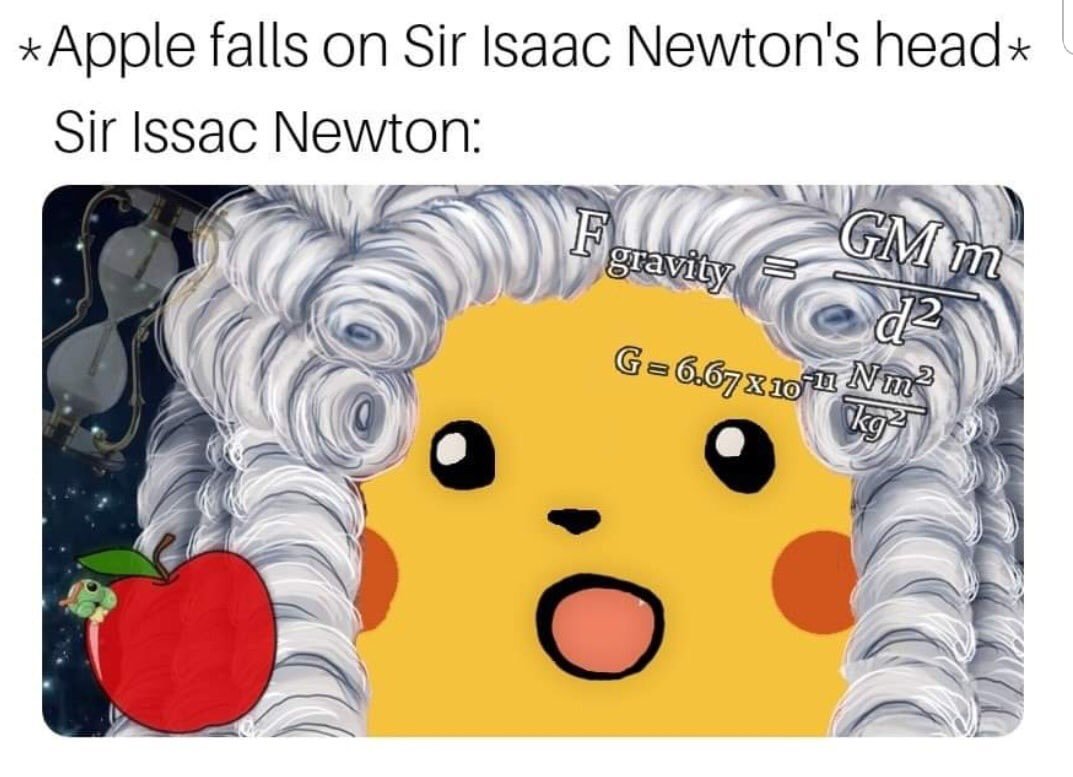 *Apple falls on Sir Isaac Newton's head*
Sir Issac Newton:
F gravity = GM m
d²
G = 6.67 x 10⁻¹¹ N m²
kg²